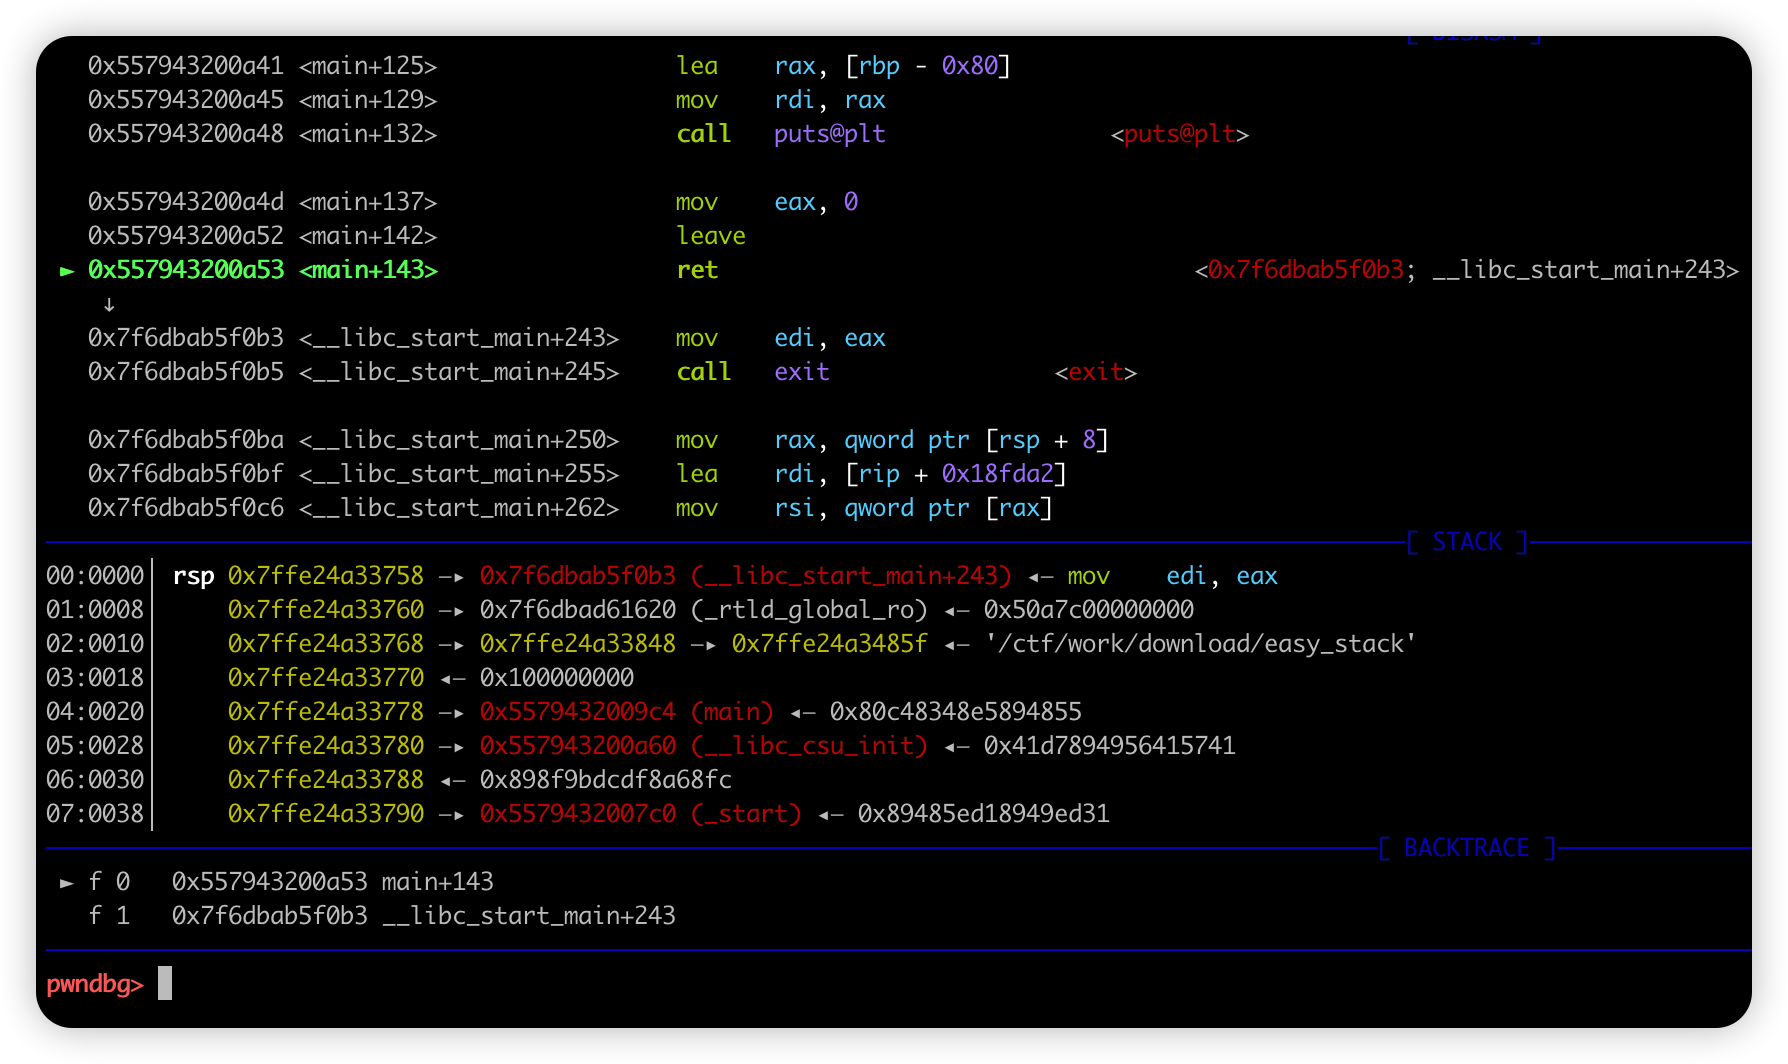 0x557943200a41 <main+125> lea rax, [rbp - 0x80]
0x557943200a45 <main+129> mov rdi, rax
0x557943200a48 <main+132> call puts@plt <puts@plt>
0x557943200a4d <main+137> mov eax, 0
0x557943200a52 <main+142> leave
► 0x557943200a53 <main+143> ret <0x7f6dbab5f0b3; __libc_start_main+243>
↓
0x7f6dbab5f0b3 <__libc_start_main+243> mov edi, eax
0x7f6dbab5f0b5 <__libc_start_main+245> call exit <exit>
0x7f6dbab5f0ba <__libc_start_main+250> mov rax, qword ptr [rsp + 8]
0x7f6dbab5f0bf <__libc_start_main+255> lea rdi, [rip + 0x18fda2]
0x7f6dbab5f0c6 <__libc_start_main+262> mov rsi, qword ptr [rax]
[ STACK ]
00:0000│ rsp 0x7ffe24a33758 —▸ 0x7f6dbab5f0b3 (__libc_start_main+243) ◂— mov edi, eax
01:0008│ 0x7ffe24a33760 —▸ 0x7f6dbad61620 (_rtld_global_ro) ◂— 0x50a7c00000000
02:0010│ 0x7ffe24a33768 —▸ 0x7ffe24a33848 —▸ 0x7ffe24a3485f ◂— '/ctf/work/download/easy_stack'
03:0018│ 0x7ffe24a33770 ◂— 0x100000000
04:0020│ 0x7ffe24a33778 —▸ 0x5579432009c4 (main) ◂— 0x80c48348e5894855
05:0028│ 0x7ffe24a33780 —▸ 0x557943200a60 (__libc_csu_init) ◂— 0x41d7894956415741
06:0030│ 0x7ffe24a33788 ◂— 0x898f9bdcdf8a68fc
07:0038│ 0x7ffe24a33790 —▸ 0x5579432007c0 (_start) ◂— 0x89485ed18949ed31
[ BACKTRACE ]
► f 0 0x557943200a53 main+143
f 1 0x7f6dbab5f0b3 __libc_start_main+243
pwndbg>